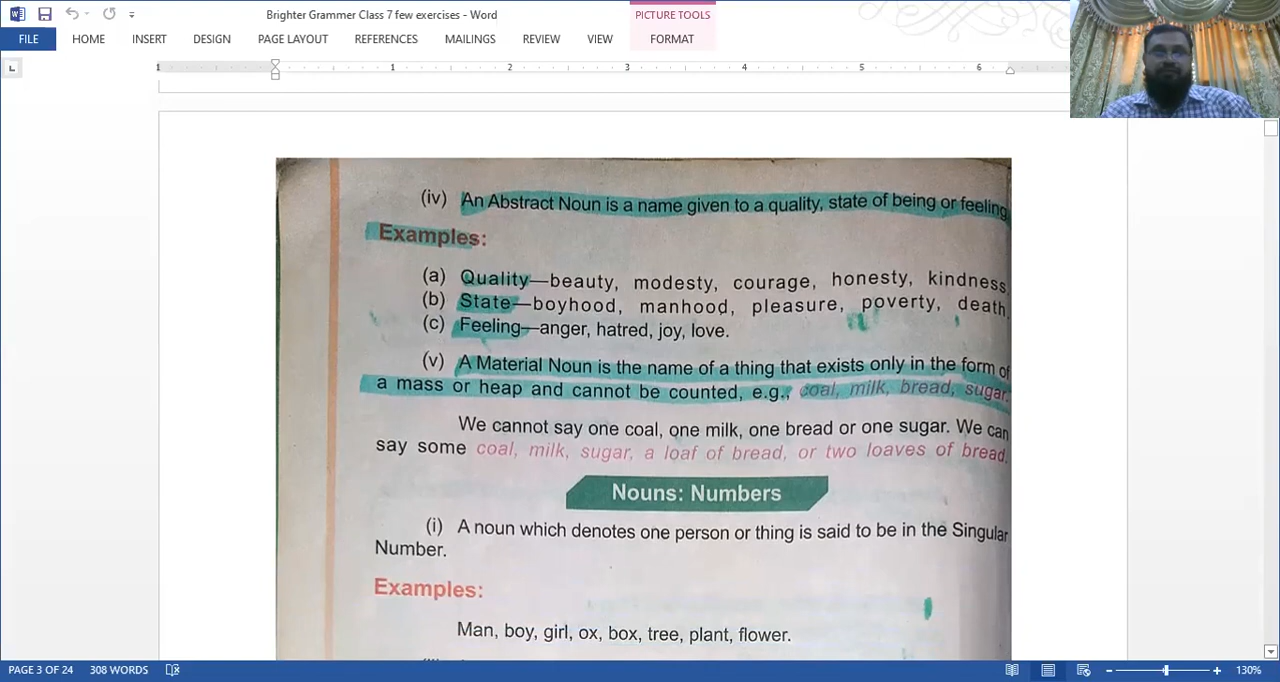 Brighter Grammer Class 7 few exercises - Word
PICTURE TOOLS
FILE HOME INSERT DESIGN PAGE LAYOUT REFERENCES MAILINGS REVIEW VIEW FORMAT
1 1 2 3 4 5 6
(iv) An Abstract Noun is a name given to a quality, state of being or feeling
Examples:
(a) Quality—beauty, modesty, courage, honesty, kindness.
(b) State—boyhood, manhood, pleasure, poverty, death.
(c) Feeling—anger, hatred, joy, love.
(v) A Material Noun is the name of a thing that exists only in the form of
a mass or heap and cannot be counted, e.g., coal, milk, bread, sugar.
We cannot say one coal, one milk, one bread or one sugar. We can
say some coal, milk, sugar, a loaf of bread, or two loaves of bread.
Nouns: Numbers
(i) A noun which denotes one person or thing is said to be in the Singular
Number.
Examples:
Man, boy, girl, ox, box, tree, plant, flower.
PAGE 3 OF 24 308 WORDS 130%